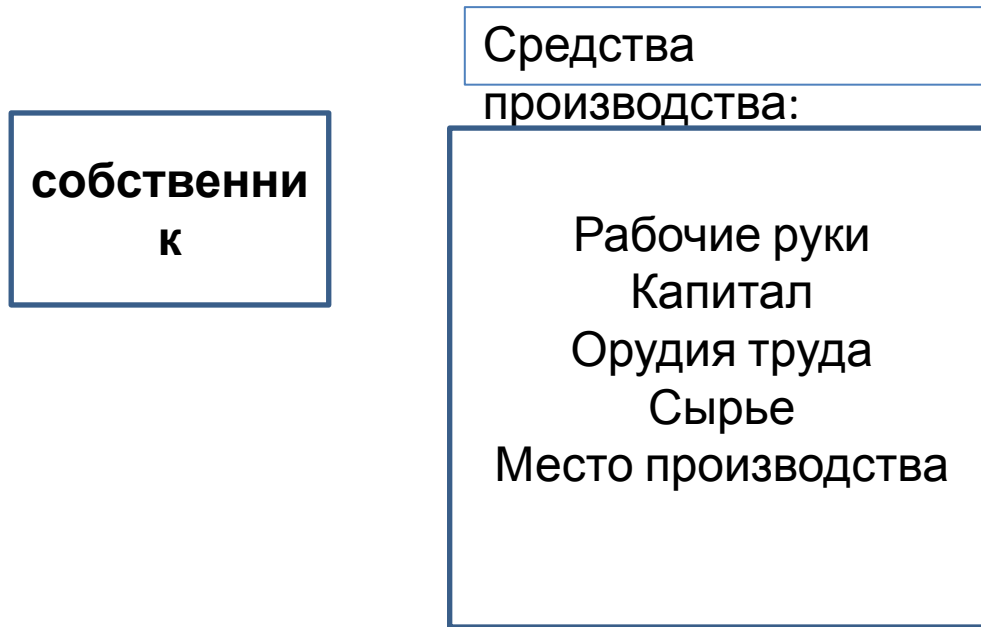 Средства
производства:
собственни
к
Рабочие руки
Капитал
Орудия труда
Сырье
Место производства